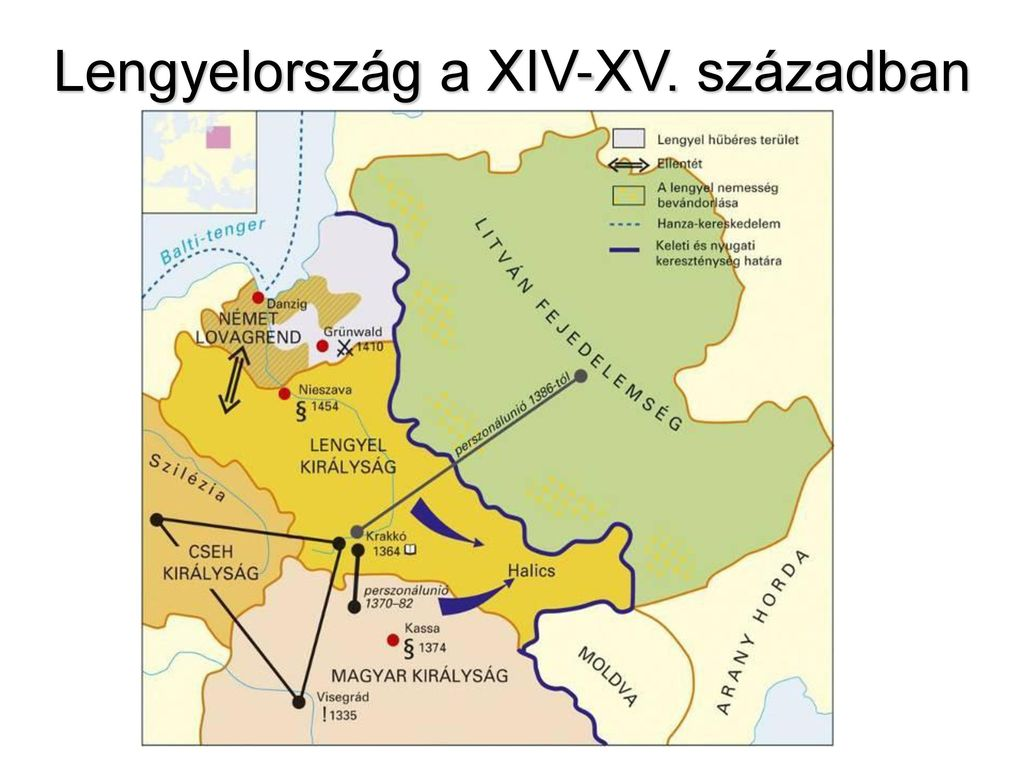 Lengyelország a XIV-XV. században
Lengyel hűbéres terület
Ellentét
A lengyel nemesség
bevándorlása
Hanza-kereskedelem
Keleti és nyugati
kereszténység határa
Balti-tenger
LITVÁN FEJEDELEMSÉG
Danzig
NÉMET
LOVAGREND
Grünwald
1410
Nieszava
§ 1454
perszonálunió 1386-tól
LENGYEL
KIRÁLYSÁG
Szilézia
Krakkó
1364
CSEH
KIRÁLYSÁG
Halics
perszonálunió
1370–82
Kassa
§ 1374
MAGYAR KIRÁLYSÁG
Visegrád
! 1335
MOLDVA
ARANY HORDA